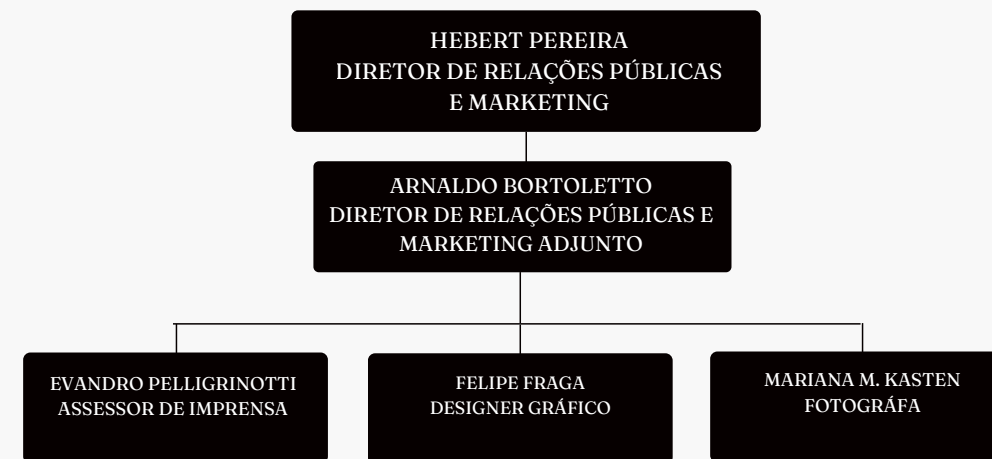 HEBERT PEREIRA
DIRETOR DE RELAÇÕES PÚBLICAS
E MARKETING
ARNALDO BORTOLETTO
DIRETOR DE RELAÇÕES PÚBLICAS E
MARKETING ADJUNTO
EVANDRO PELLIGRINOTTI
ASSESSOR DE IMPRENSA
FELIPE FRAGA
DESIGNER GRÁFICO
MARIANA M. KASTEN
FOTOGRÁFA